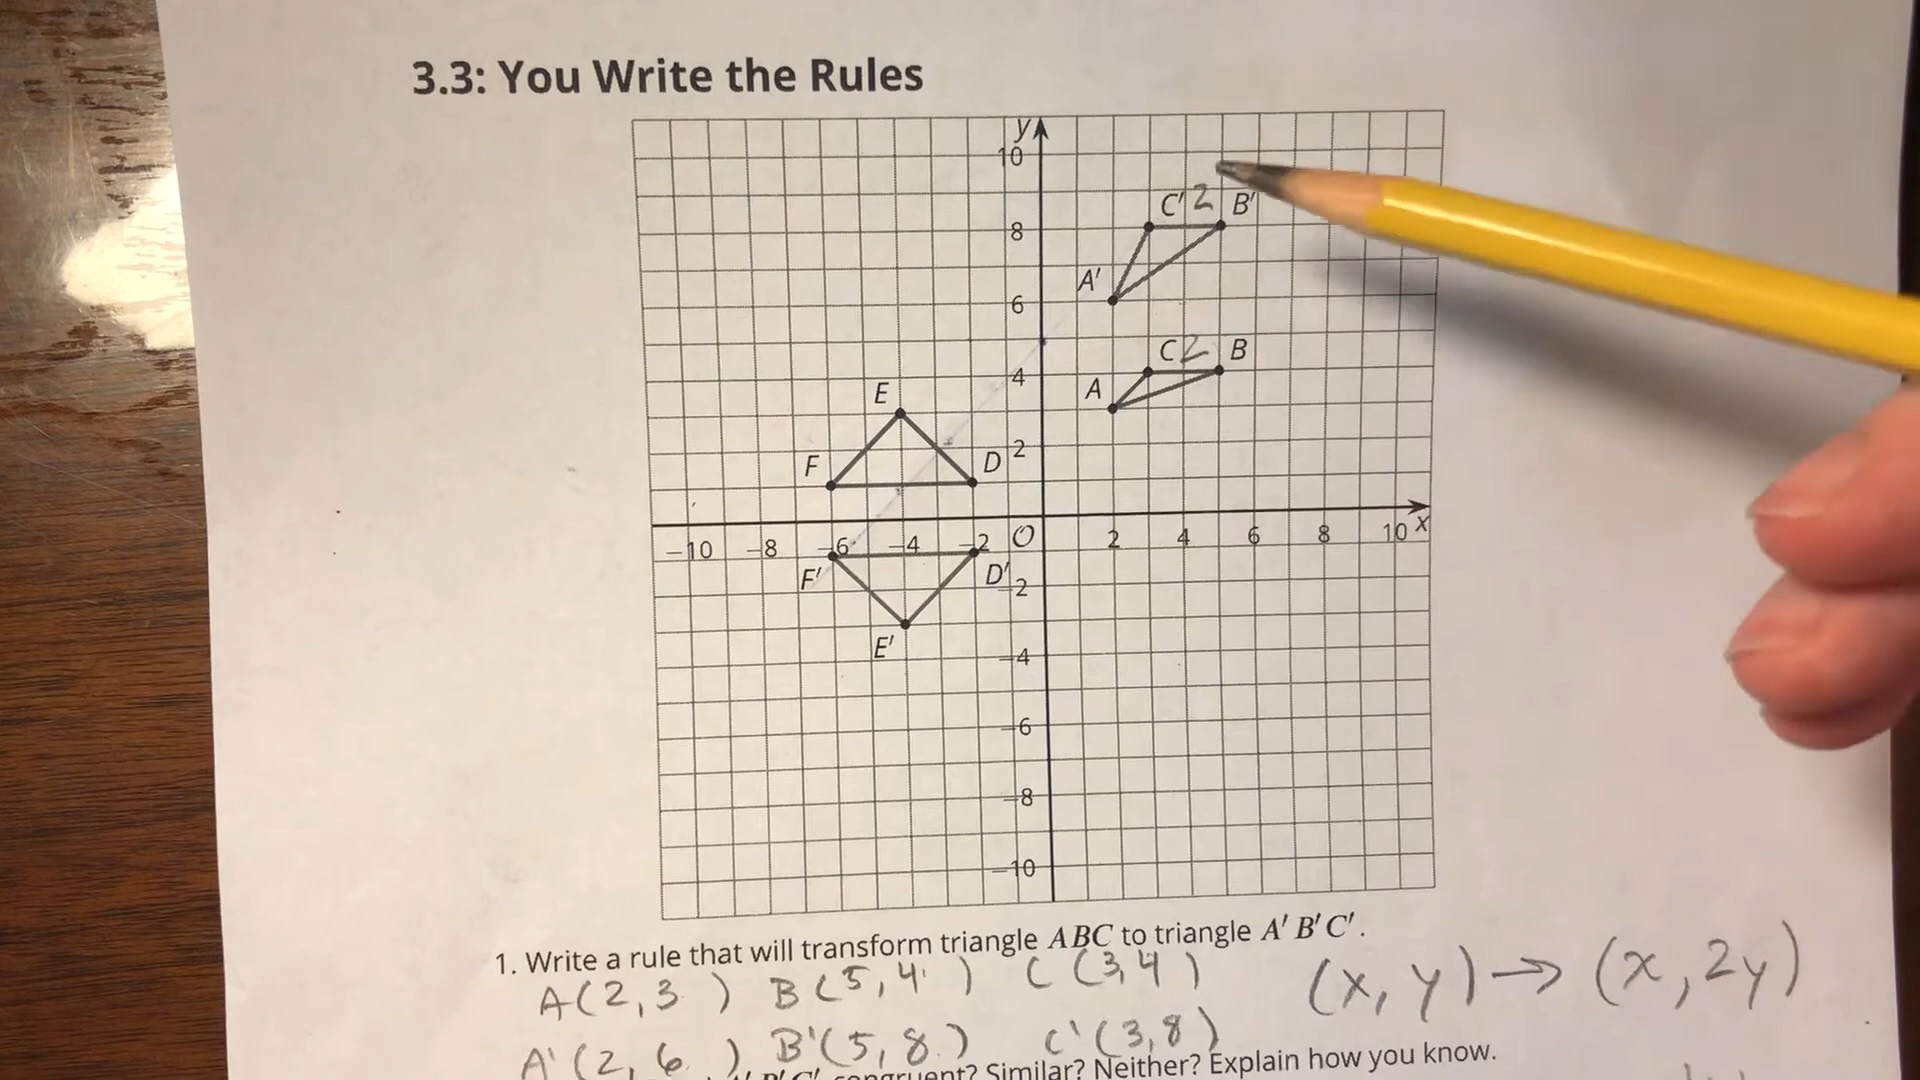 3.3: You Write the Rules
y
10
C' 2 B'
8
A'
6
C 2 B
4
E
A
2
F
D
-10 -8 -6 -4 -2 O 2 4 6 8 10 x
F'
D'
-2
E'
-4
-6
-8
-10
1. Write a rule that will transform triangle ABC to triangle A'B'C'.
A(2,3) B(5,4) C(3,4) (x,y)→(x,2y)
A'(2,6) B'(5,8) C'(3,8)
congruent? Similar? Neither? Explain how you know.